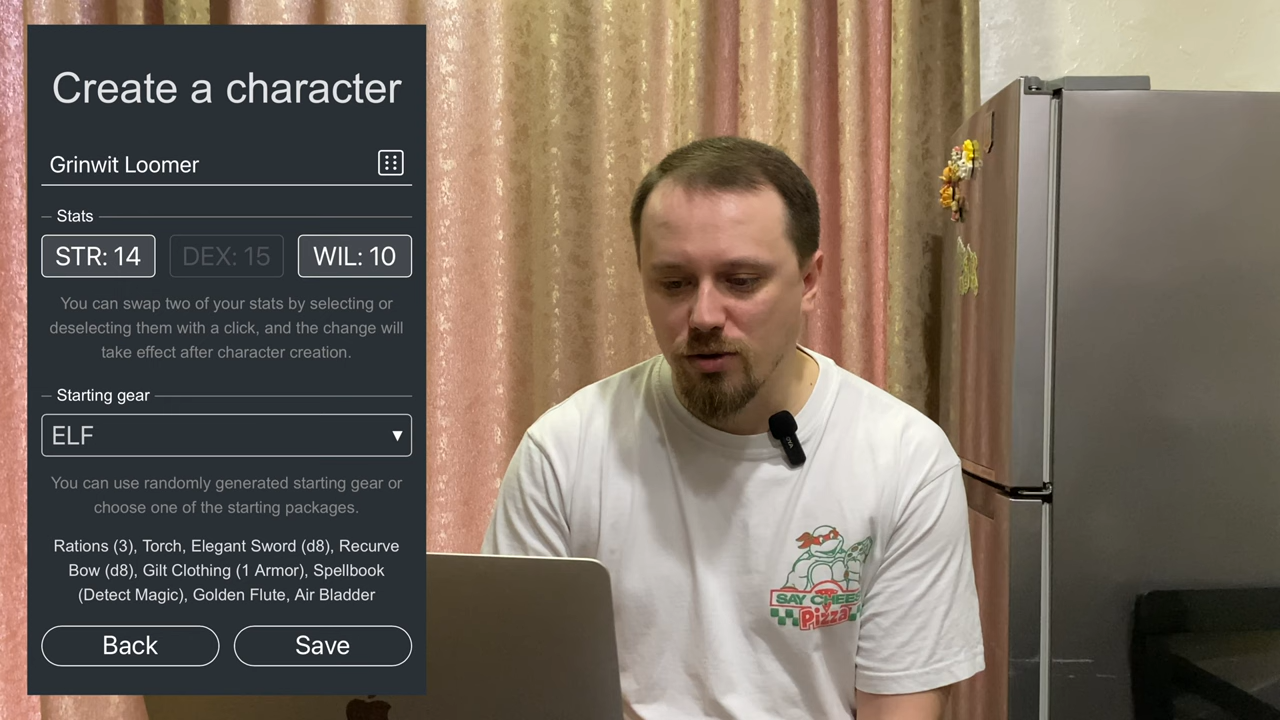 Create a character
Grinwit Loomer
Stats
STR: 14
DEX: 15
WIL: 10
You can swap two of your stats by selecting or
deselecting them with a click, and the change will
take effect after character creation.
Starting gear
ELF
You can use randomly generated starting gear or
choose one of the starting packages.
Rations (3), Torch, Elegant Sword (d8), Recurve
Bow (d8), Gilt Clothing (1 Armor), Spellbook
(Detect Magic), Golden Flute, Air Bladder
Back
Save
SAY CHEESE
Pizza